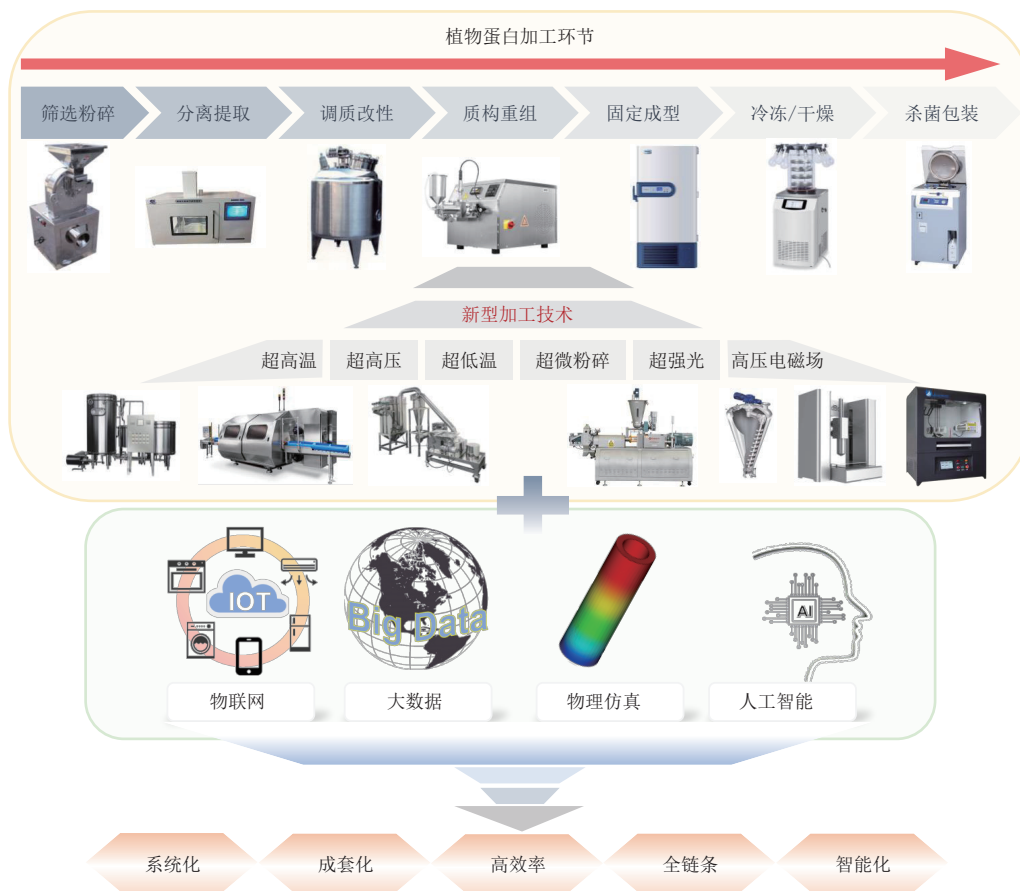 植物蛋白加工环节
筛选粉碎 分离提取 调质改性 质构重组 固定成型 冷冻/干燥 杀菌包装
新型加工技术
超高温 超高压 超低温 超微粉碎 超强光 高压电磁场
IOT Big Data AI
物联网 大数据 物理仿真 人工智能
系统化 成套化 高效率 全链条 智能化